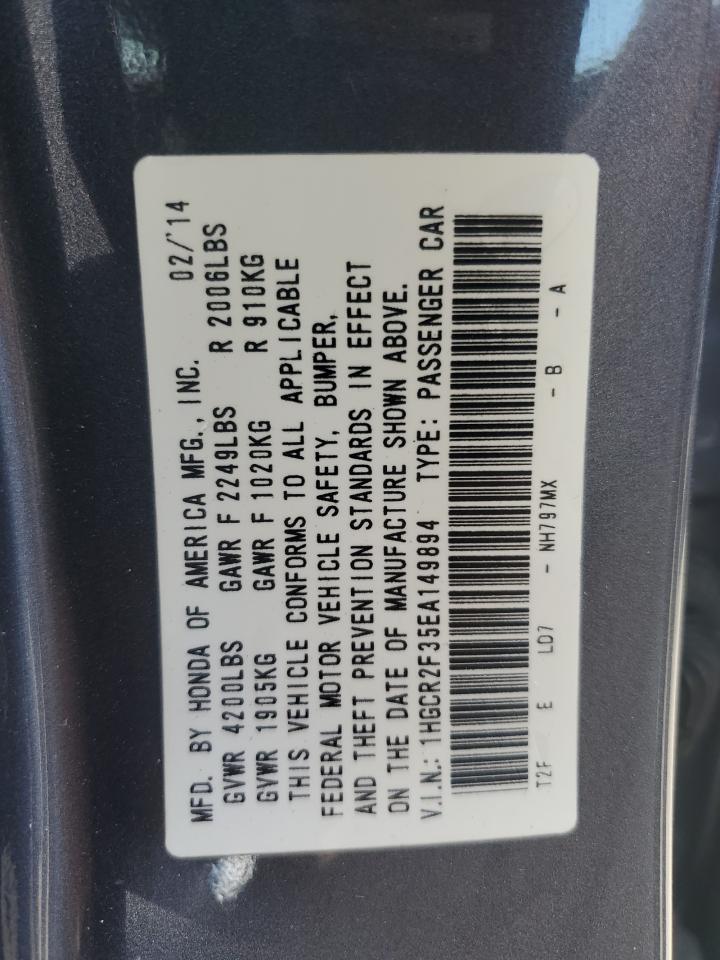 MFD. BY HONDA OF AMERICA MFG., INC. 02/'14
GVWR 4200LBS GAWR F 2249LBS R 2006LBS
GVWR 1905KG GAWR F 1020KG R 910KG
THIS VEHICLE CONFORMS TO ALL APPLICABLE
FEDERAL MOTOR VEHICLE SAFETY, BUMPER,
AND THEFT PREVENTION STANDARDS IN EFFECT
ON THE DATE OF MANUFACTURE SHOWN ABOVE.
V.I.N.: 1HGCR2F35EA149894 TYPE: PASSENGER CAR
T2F E LD7 - NH797MX - B - A